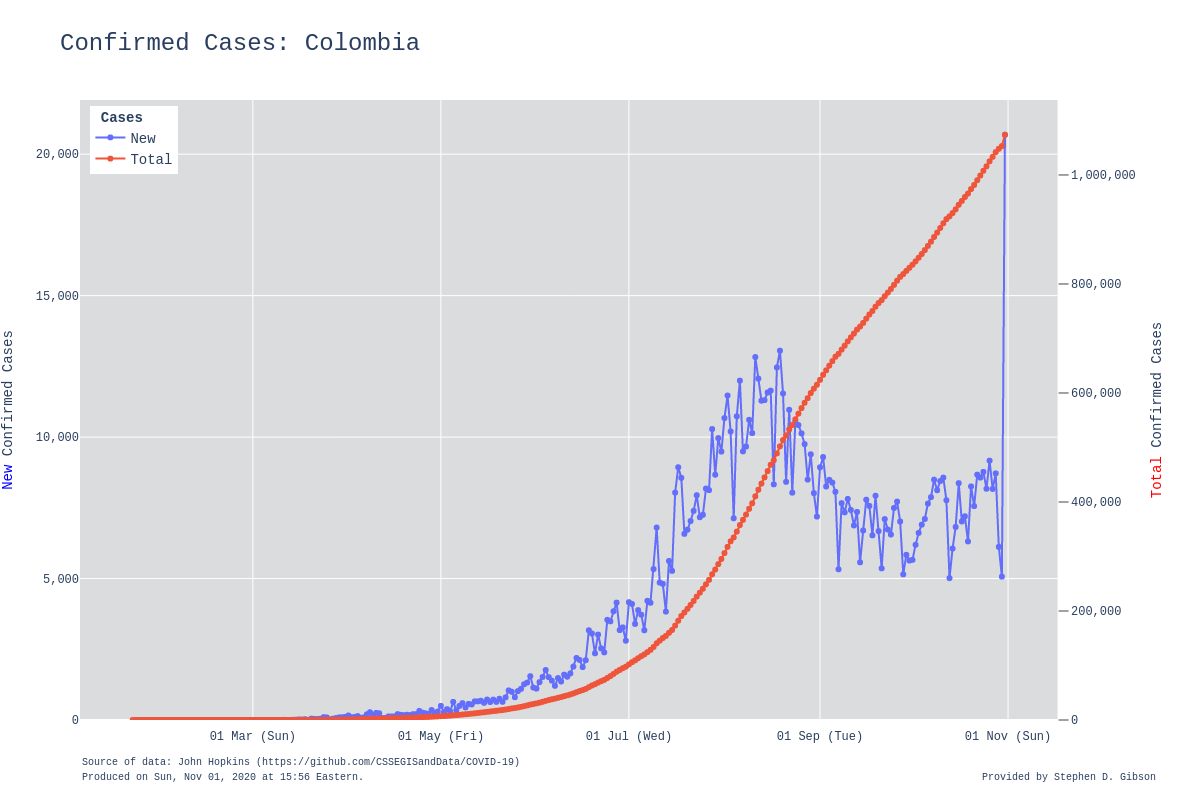 Confirmed Cases: Colombia
Cases
New
Total
20,000
15,000
10,000
5,000
0
New Confirmed Cases
1,000,000
800,000
600,000
400,000
200,000
0
Total Confirmed Cases
01 Mar (Sun)
01 May (Fri)
01 Jul (Wed)
01 Sep (Tue)
01 Nov (Sun)
Source of data: John Hopkins (https://github.com/CSSEGISandData/COVID-19)
Produced on Sun, Nov 01, 2020 at 15:56 Eastern.
Provided by Stephen D. Gibson